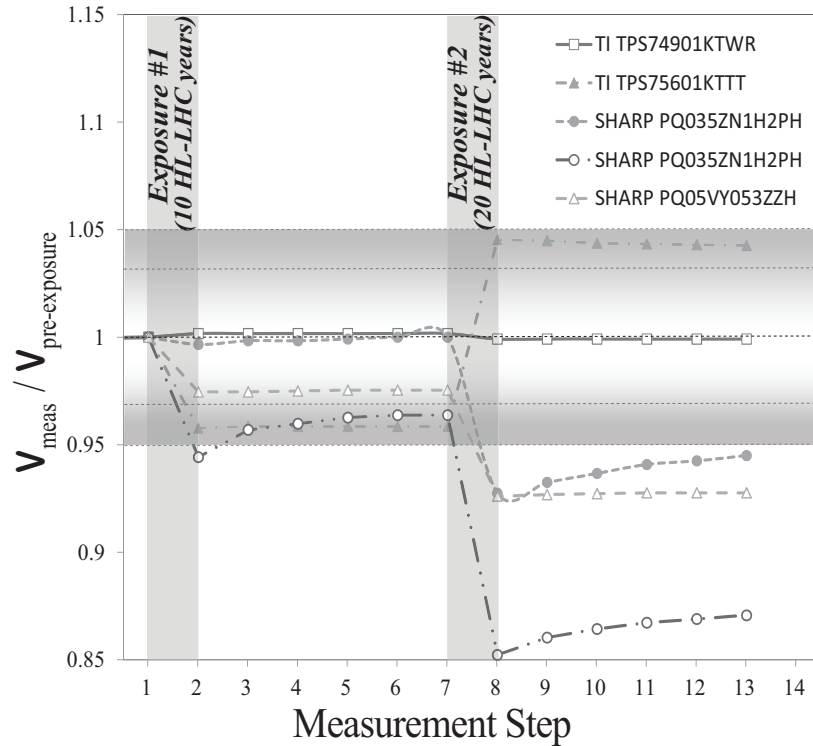 1.15
1.1
1.05
1
0.95
0.9
0.85
V meas / V pre-exposure
Exposure #1
(10 HL-LHC years)
Exposure #2
(20 HL-LHC years)
TI TPS74901KTWR
TI TPS75601KTTT
SHARP PQ035ZN1H2PH
SHARP PQ035ZN1H2PH
SHARP PQ05VY053ZZH
1 2 3 4 5 6 7 8 9 10 11 12 13 14
Measurement Step